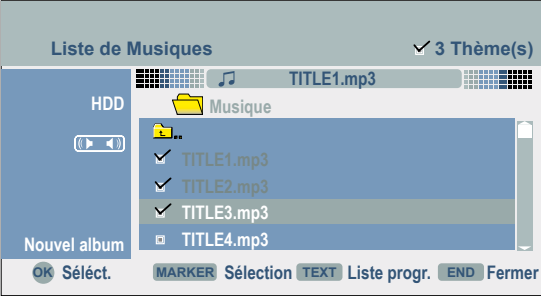 Liste de Musiques 3 Thème(s)
TITLE1.mp3
HDD
Musique
..
TITLE1.mp3
TITLE2.mp3
TITLE3.mp3
Nouvel album TITLE4.mp3
OK Séléct. MARKER Sélection TEXT Liste progr. END Fermer